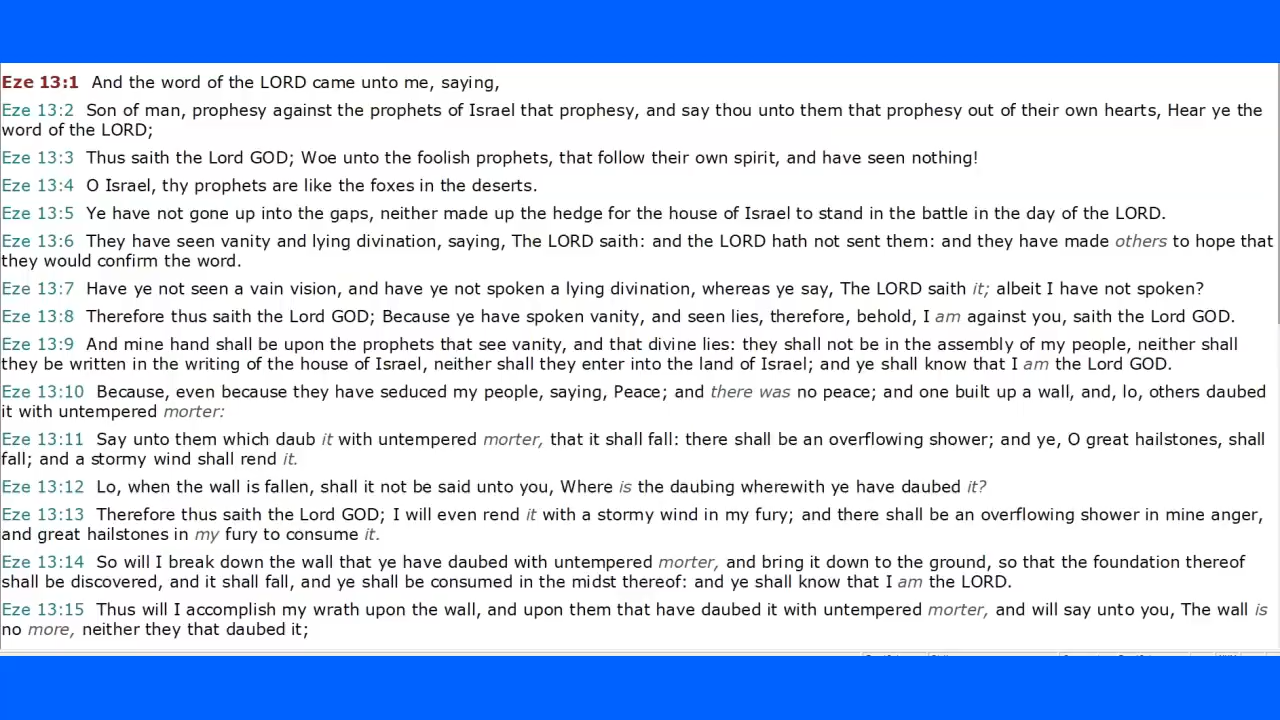 Eze 13:1 And the word of the LORD came unto me, saying,
Eze 13:2 Son of man, prophesy against the prophets of Israel that prophesy, and say thou unto them that prophesy out of their own hearts, Hear ye the
word of the LORD;
Eze 13:3 Thus saith the Lord GOD; Woe unto the foolish prophets, that follow their own spirit, and have seen nothing!
Eze 13:4 O Israel, thy prophets are like the foxes in the deserts.
Eze 13:5 Ye have not gone up into the gaps, neither made up the hedge for the house of Israel to stand in the battle in the day of the LORD.
Eze 13:6 They have seen vanity and lying divination, saying, The LORD saith: and the LORD hath not sent them: and they have made others to hope that
they would confirm the word.
Eze 13:7 Have ye not seen a vain vision, and have ye not spoken a lying divination, whereas ye say, The LORD saith it; albeit I have not spoken?
Eze 13:8 Therefore thus saith the Lord GOD; Because ye have spoken vanity, and seen lies, therefore, behold, I am against you, saith the Lord GOD.
Eze 13:9 And mine hand shall be upon the prophets that see vanity, and that divine lies: they shall not be in the assembly of my people, neither shall
they be written in the writing of the house of Israel, neither shall they enter into the land of Israel; and ye shall know that I am the Lord GOD.
Eze 13:10 Because, even because they have seduced my people, saying, Peace; and there was no peace; and one built up a wall, and, lo, others daubed
it with untempered morter:
Eze 13:11 Say unto them which daub it with untempered morter, that it shall fall: there shall be an overflowing shower; and ye, O great hailstones, shall
fall; and a stormy wind shall rend it.
Eze 13:12 Lo, when the wall is fallen, shall it not be said unto you, Where is the daubing wherewith ye have daubed it?
Eze 13:13 Therefore thus saith the Lord GOD; I will even rend it with a stormy wind in my fury; and there shall be an overflowing shower in mine anger,
and great hailstones in my fury to consume it.
Eze 13:14 So will I break down the wall that ye have daubed with untempered morter, and bring it down to the ground, so that the foundation thereof
shall be discovered, and it shall fall, and ye shall be consumed in the midst thereof: and ye shall know that I am the LORD.
Eze 13:15 Thus will I accomplish my wrath upon the wall, and upon them that have daubed it with untempered morter, and will say unto you, The wall is
no more, neither they that daubed it;